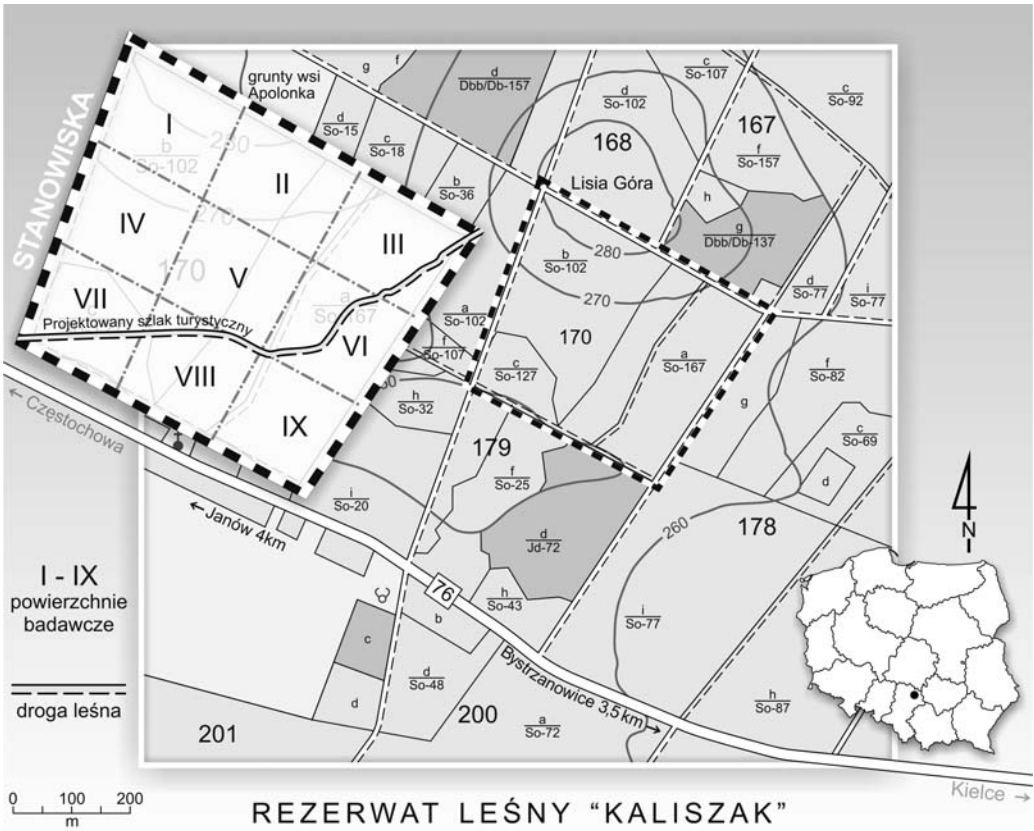 STANOWISKA
I
II
III
IV
V
VI
VII
VIII
IX
b
So-102
280
270
170
a
So-167
Projektowany szlak turystyczny
grunty wsi
Apolonka
g
f
d
Dbb/Db-157
d
So-15
c
So-18
b
So-36
d
So-102
168
Lisia Góra
c
So-107
167
f
So-157
c
So-92
h
g
Dbb/Db-137
280
270
b
So-102
170
a
So-167
c
So-127
a
So-102
f
So-107
h
So-32
d
So-77
i
So-77
f
So-82
g
c
So-69
d
179
f
So-25
d
Jd-72
i
So-20
260
178
h
So-43
i
So-77
b
c
d
d
So-48
200
201
a
So-72
h
So-87
← Częstochowa
← Janów 4km
76
Bystrzanowice 3,5 km →
Kielce →
N
I - IX
powierzchnie
badawcze
droga leśna
0 100 200
m
REZERWAT LEŚNY “KALISZAK”